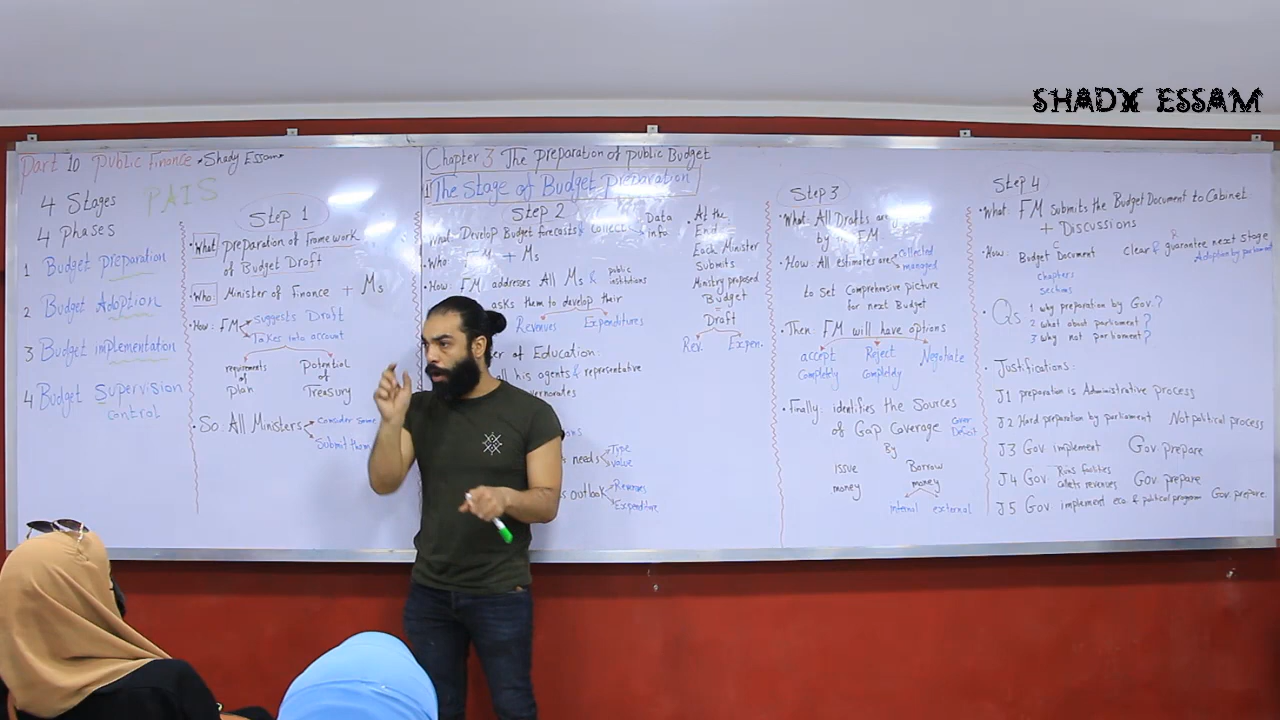 SHADY ESSAM
Part 10 Public Finance *Shady Essam*
PAIS
4 Stages
4 Phases
1 Budget preparation
2 Budget Adoption
3 Budget implementation
4 Budget Supervision
control
Step 1
• What: preparation of Framework
of Budget Draft
• Who: Minister of Finance + Ms
• How: FM suggests Draft
Takes into account
requirements of Plan
Potential of Treasury
• So: All Ministers Consider Some
Submit them
Chapter 3 The preparation of public Budget
I The Stage of Budget Preparation
Step 2
What: Develop Budget forecasts & collect Data
info
• Who: FM + Ms
• How: FM addresses All Ms & public institutions
asks them to develop their
Revenues Expenditures
er of Education:
all his agents & representative
ons
needs Type
Value
outlook Revenues
Expenditure
• At the
End
Each Minister
Submits
Ministry proposed
Budget
=
Draft
Rev. Expen.
Step 3
• What: All Drafts are
by FM
• How All estimates are Collected
managed
to set Comprehensive picture
for next Budget
• Then: FM will have options
accept Completely
Reject Completely
Negotiate
• Finally: identifies the Sources
of Gap Coverage Cover Deficit
By
issue money
Borrow money
internal external
Step 4
• What: FM submits the Budget Document to Cabinet
+ Discussions
• How: Budget Document clear & guarantee next stage
Adoption by parliament
chapters
sections
• Qs 1 why preparation by Gov.?
2 what about parliament?
3 Why not parliament?
• Justifications:
J1 preparation is Administrative process
J2 Hard preparation by parliament Not political process
J3 Gov implement Gov prepare
J4 Gov Runs facilities
collets revenues Gov prepare
J5 Gov implement eco. & political program Gov. prepare.